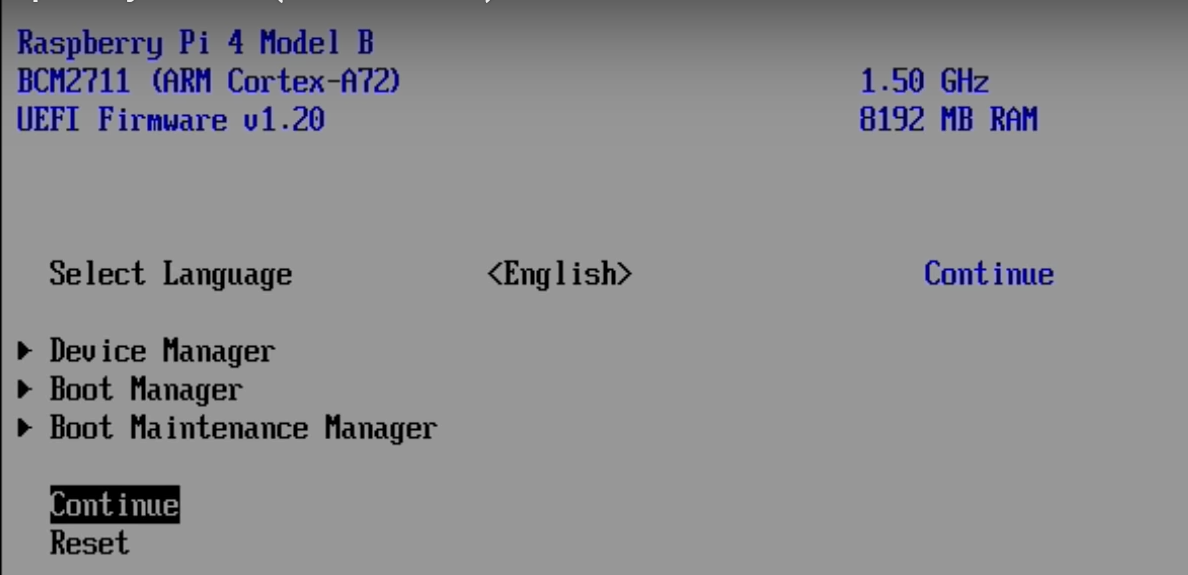 Raspberry Pi 4 Model B
BCM2711 (ARM Cortex-A72) 1.50 GHz
UEFI Firmware v1.20 8192 MB RAM
Select Language <English> Continue
Device Manager
Boot Manager
Boot Maintenance Manager
Continue
Reset